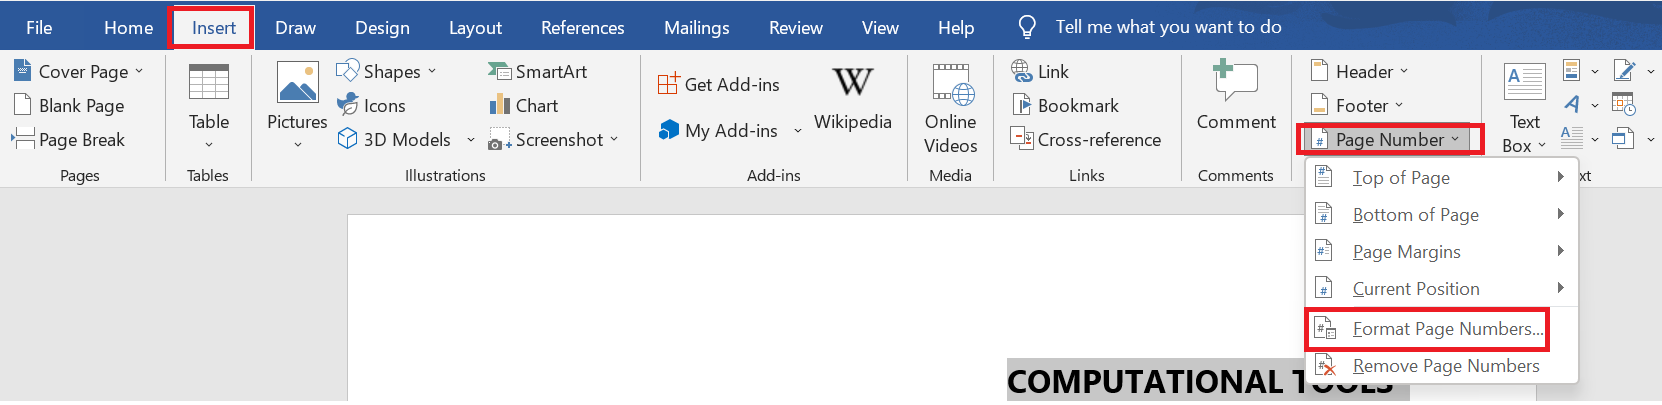 File Home Insert Draw Design Layout References Mailings Review View Help Tell me what you want to do
Cover Page
Blank Page
Page Break
Pages
Table
Tables
Pictures
Shapes
Icons
3D Models
SmartArt
Chart
Screenshot
Illustrations
Get Add-ins
My Add-ins
W
Wikipedia
Add-ins
Online
Videos
Media
Link
Bookmark
Cross-reference
Links
Comment
Comments
Header
Footer
Page Number
Text
Box
xt
Top of Page
Bottom of Page
Page Margins
Current Position
Format Page Numbers...
Remove Page Numbers
COMPUTATIONAL TOOLS